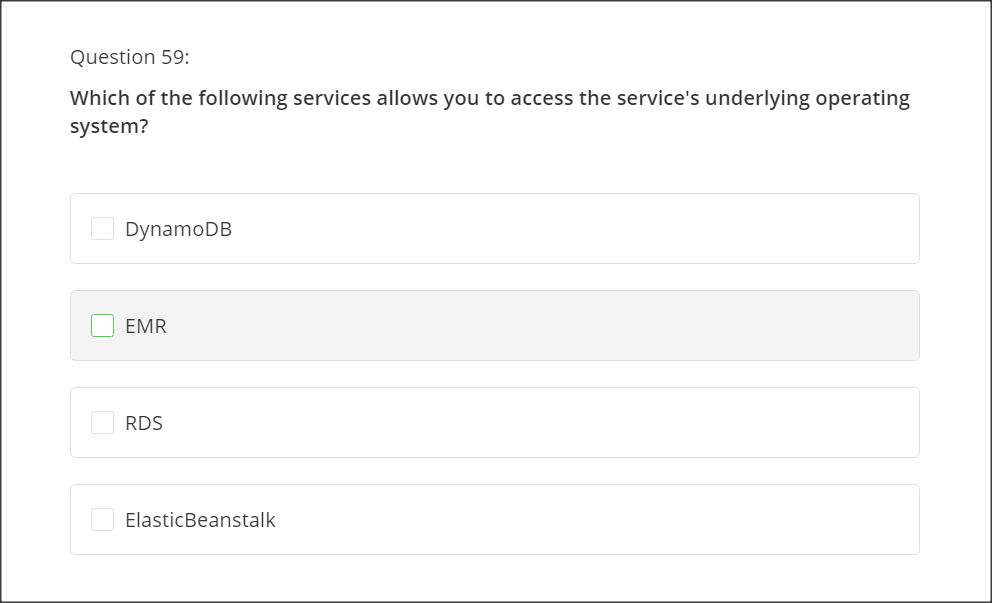 Question 59:
Which of the following services allows you to access the service's underlying operating
system?
DynamoDB
EMR
RDS
ElasticBeanstalk